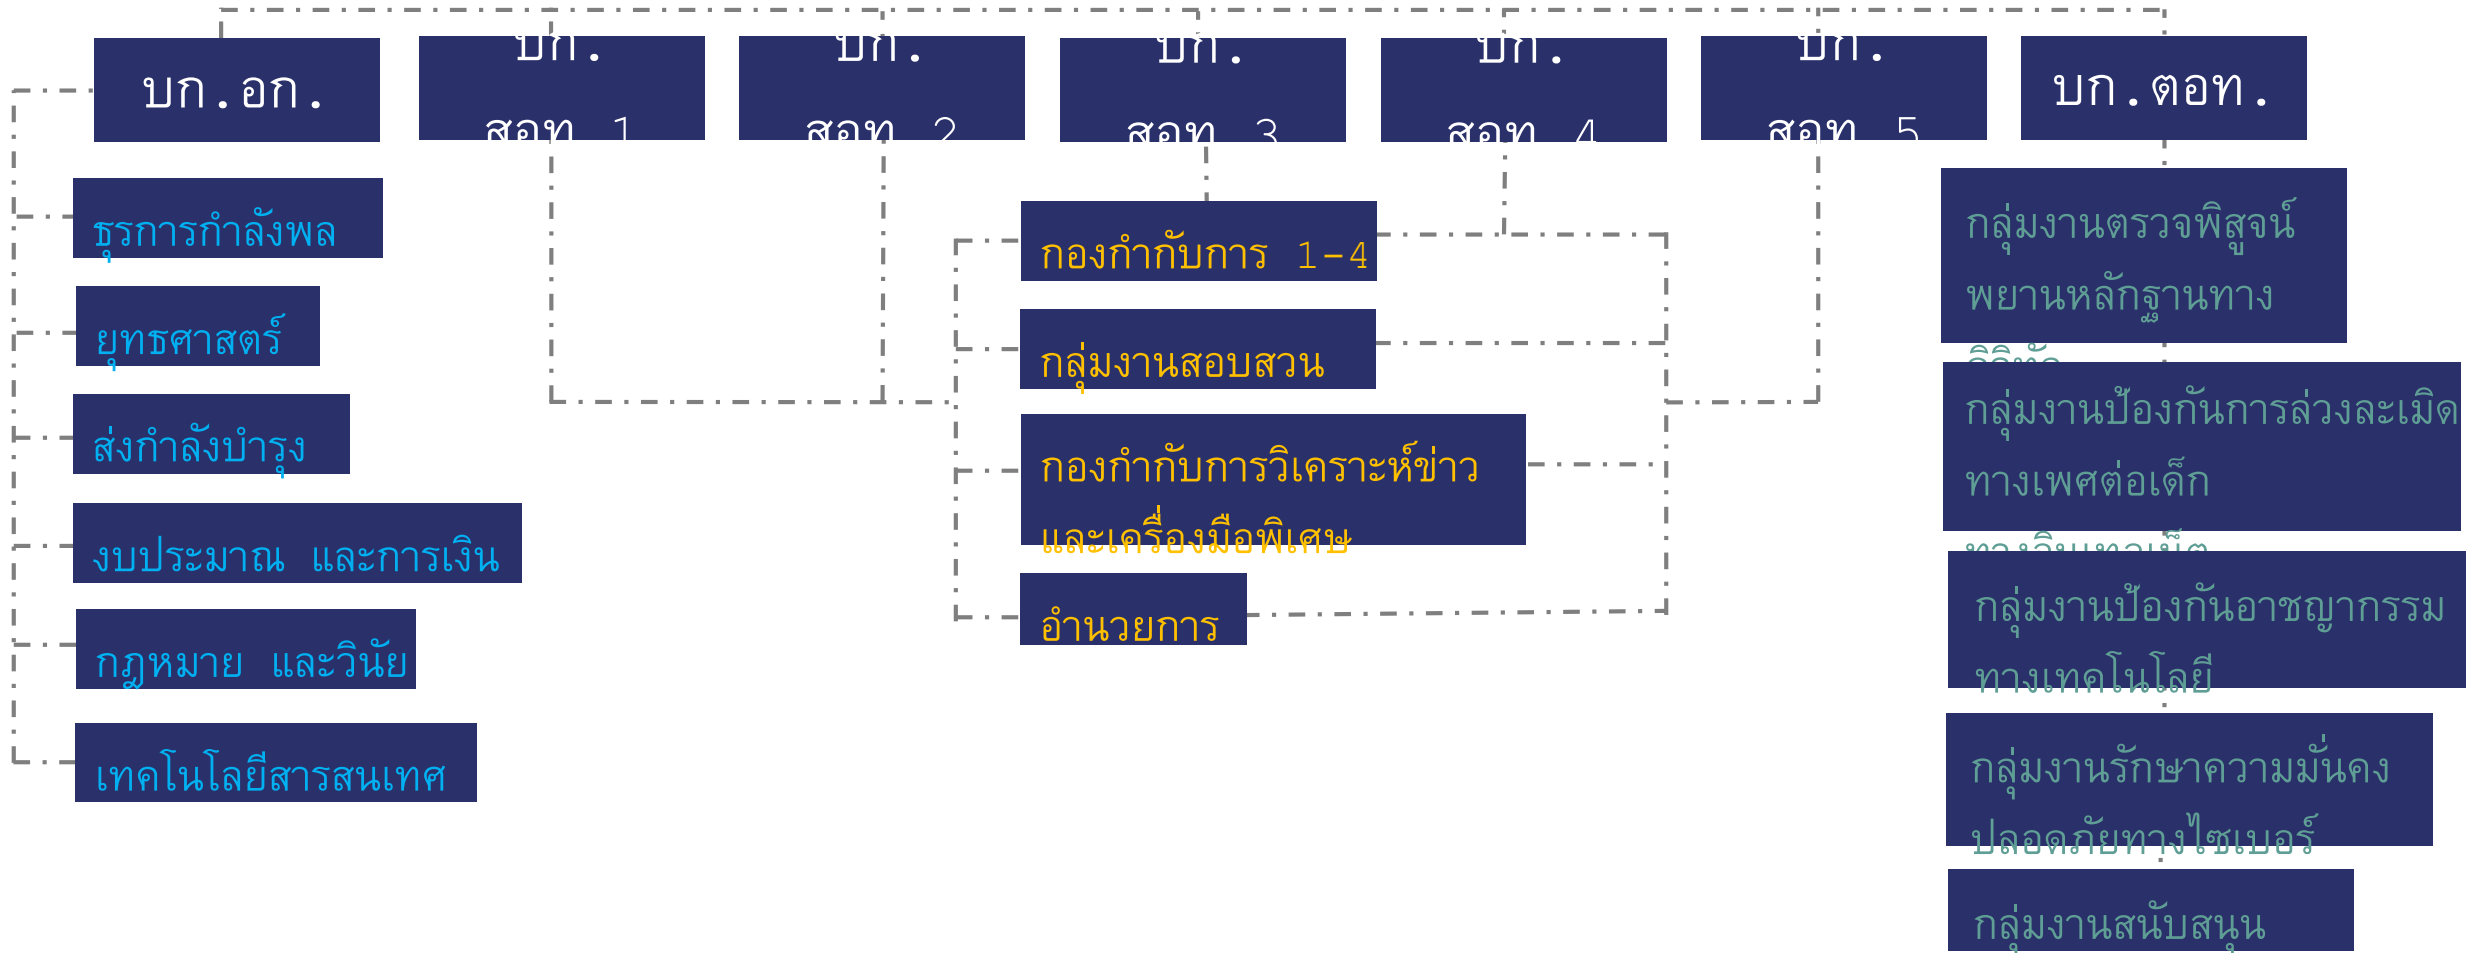 บก.อก.
บก.
สอท 1
บก.
สอท 2
บก.
สอท 3
บก.
สอท 4
บก.
สอท 5
บก.ตอท.
ธุรการกำลังพล
ยุทธศาสตร์
ส่งกำลังบำรุง
งบประมาณ และการเงิน
กฎหมาย และวินัย
เทคโนโลยีสารสนเทศ
กองกำกับการ 1-4
กลุ่มงานสอบสวน
กองกำกับการวิเคราะห์ข่าว
และเครื่องมือพิเศษ
อำนวยการ
กลุ่มงานตรวจพิสูจน์
พยานหลักฐานทาง
ดิจิทัล
กลุ่มงานป้องกันการล่วงละเมิด
ทางเพศต่อเด็ก
ทางอินเทอเน็ต
กลุ่มงานป้องกันอาชญากรรม
ทางเทคโนโลยี
กลุ่มงานรักษาความมั่นคง
ปลอดภัยทางไซเบอร์
กลุ่มงานสนับสนุน